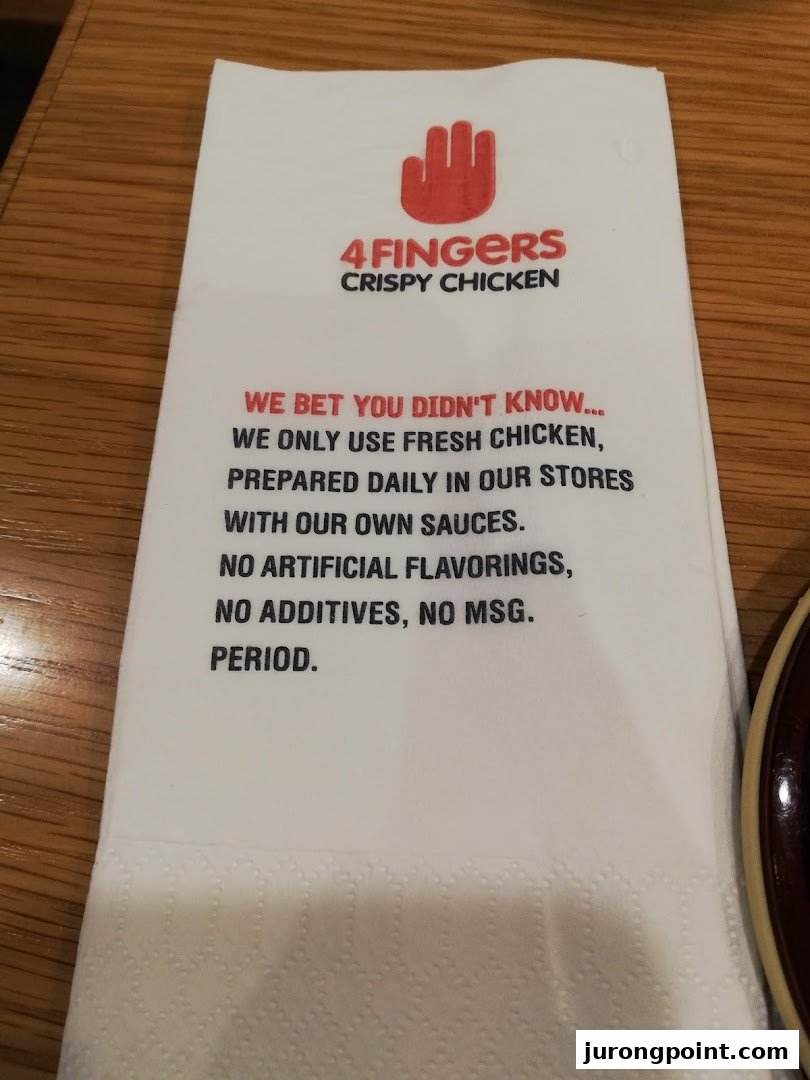 4FINGERS
CRISPY CHICKEN
WE BET YOU DIDN'T KNOW...
WE ONLY USE FRESH CHICKEN,
PREPARED DAILY IN OUR STORES
WITH OUR OWN SAUCES.
NO ARTIFICIAL FLAVORINGS,
NO ADDITIVES, NO MSG.
PERIOD.
jurongpoint.com